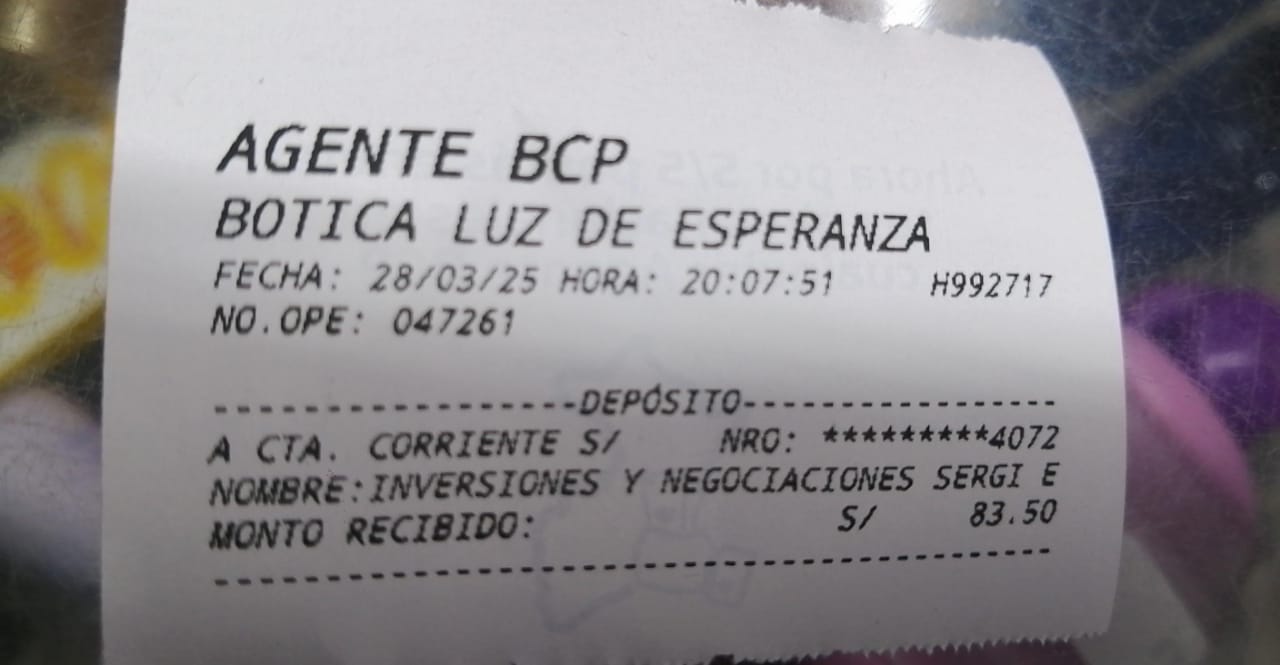 AGENTE BCP
BOTICA LUZ DE ESPERANZA
FECHA: 28/03/25 HORA: 20:07:51 H992717
NO.OPE: 047261
------------------DEPÓSITO-----------------
A CTA. CORRIENTE S/ NRO: *********4072
NOMBRE:INVERSIONES Y NEGOCIACIONES SERGI E
MONTO RECIBIDO: S/ 83.50
-------------------------------------------